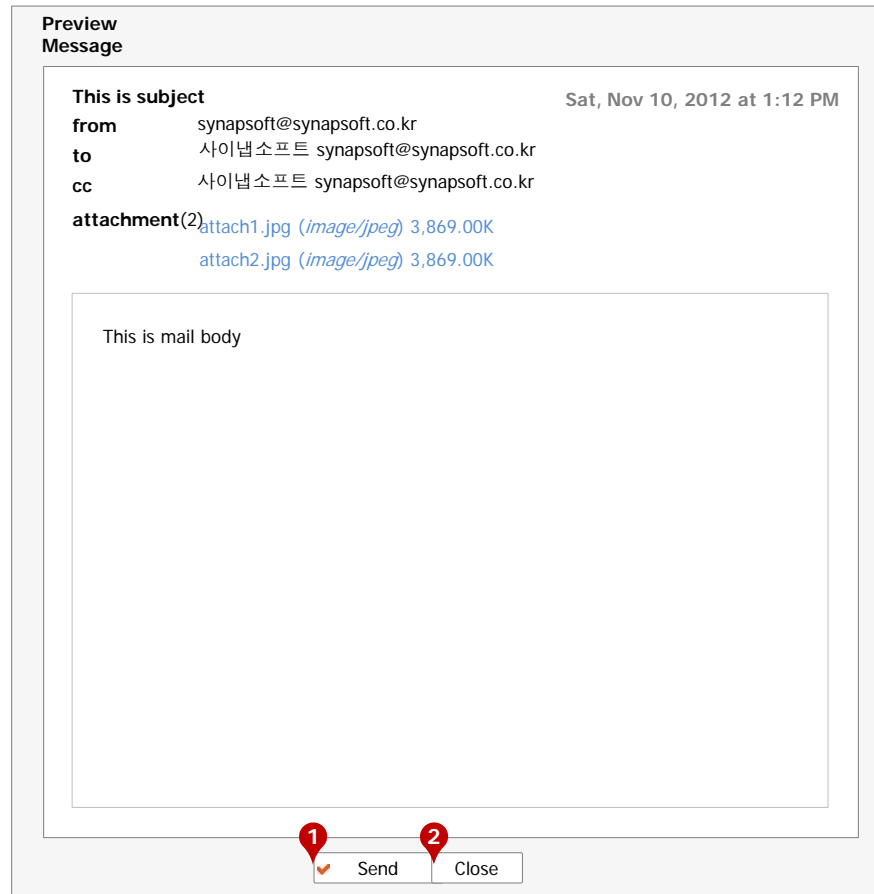 Preview
Message
This is subject Sat, Nov 10, 2012 at 1:12 PM
from synapsoft@synapsoft.co.kr
to 사이냅소프트 synapsoft@synapsoft.co.kr
cc 사이냅소프트 synapsoft@synapsoft.co.kr
attachment(2) attach1.jpg (image/jpeg) 3,869.00K
attach2.jpg (image/jpeg) 3,869.00K
This is mail body
1 2
Send Close